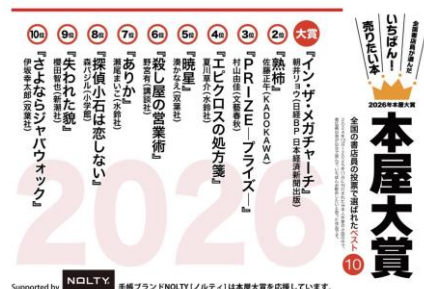 全国書店員が選んだ
いちばん!
売りたい本
2026年本屋大賞
本屋大賞
全国の書店員の投票で選ばれたベスト
10
大賞
『イン・ザ・メガチャーチ』
朝井リョウ(日経BP 日本経済新聞出版)
2位
『熟柿』
佐藤正午(KADOKAWA)
3位
『PRIZE―プライズ―』
村山由佳(文藝春秋)
4位
『エピクロスの処方箋』
夏川草介(水鈴社)
5位
『暁星』
湊かなえ(双葉社)
6位
『殺し屋の営業術』
野宮有(講談社)
7位
『ありか』
瀬尾まいこ(水鈴社)
8位
『探偵小石は恋しない』
森バジル(小学館)
9位
『失われた貌』
櫻田智也(新潮社)
10位
『さよならジャバウォック』
伊坂幸太郎(双葉社)
2026
Supported by NOLTY. 手帳ブランドNOLTY[ノルティ]は本屋大賞を応援しています。